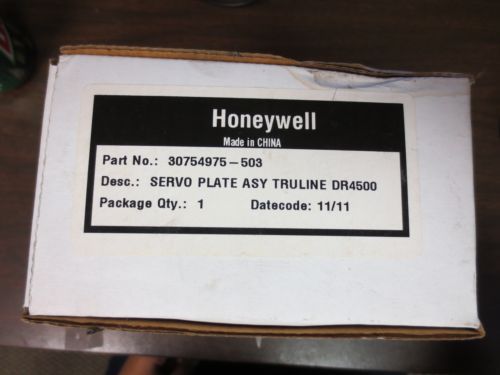 Honeywell
Made in CHINA
Part No.: 30754975-503
Desc.: SERVO PLATE ASY TRULINE DR4500
Package Qty.: 1 Datecode: 11/11